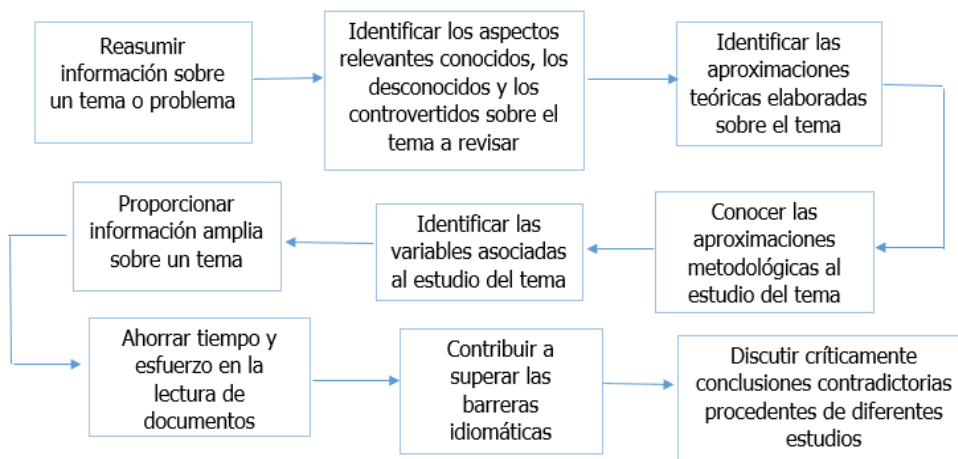 Reasumir
información sobre
un tema o problema
Identificar los aspectos
relevantes conocidos, los
desconocidos y los
controvertidos sobre el
tema a revisar
Identificar las
aproximaciones
teóricas elaboradas
sobre el tema
Conocer las
aproximaciones
metodológicas al
estudio del tema
Identificar las
variables asociadas
al estudio del tema
Proporcionar
información amplia
sobre un tema
Ahorrar tiempo y
esfuerzo en la
lectura de
documentos
Contribuir a
superar las
barreras
idiomáticas
Discutir críticamente
conclusiones contradictorias
procedentes de diferentes
estudios